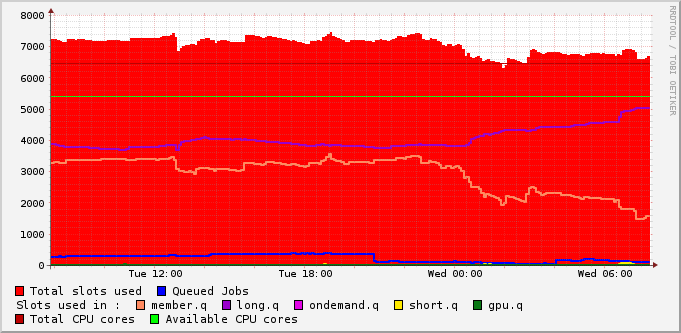 RRDTOOL / TOBI OETIKER
8000
7000
6000
5000
4000
3000
2000
1000
0
Tue 12:00 Tue 18:00 Wed 00:00 Wed 06:00
Total slots used Queued Jobs
Slots used in : member.q long.q ondemand.q short.q gpu.q
Total CPU cores Available CPU cores